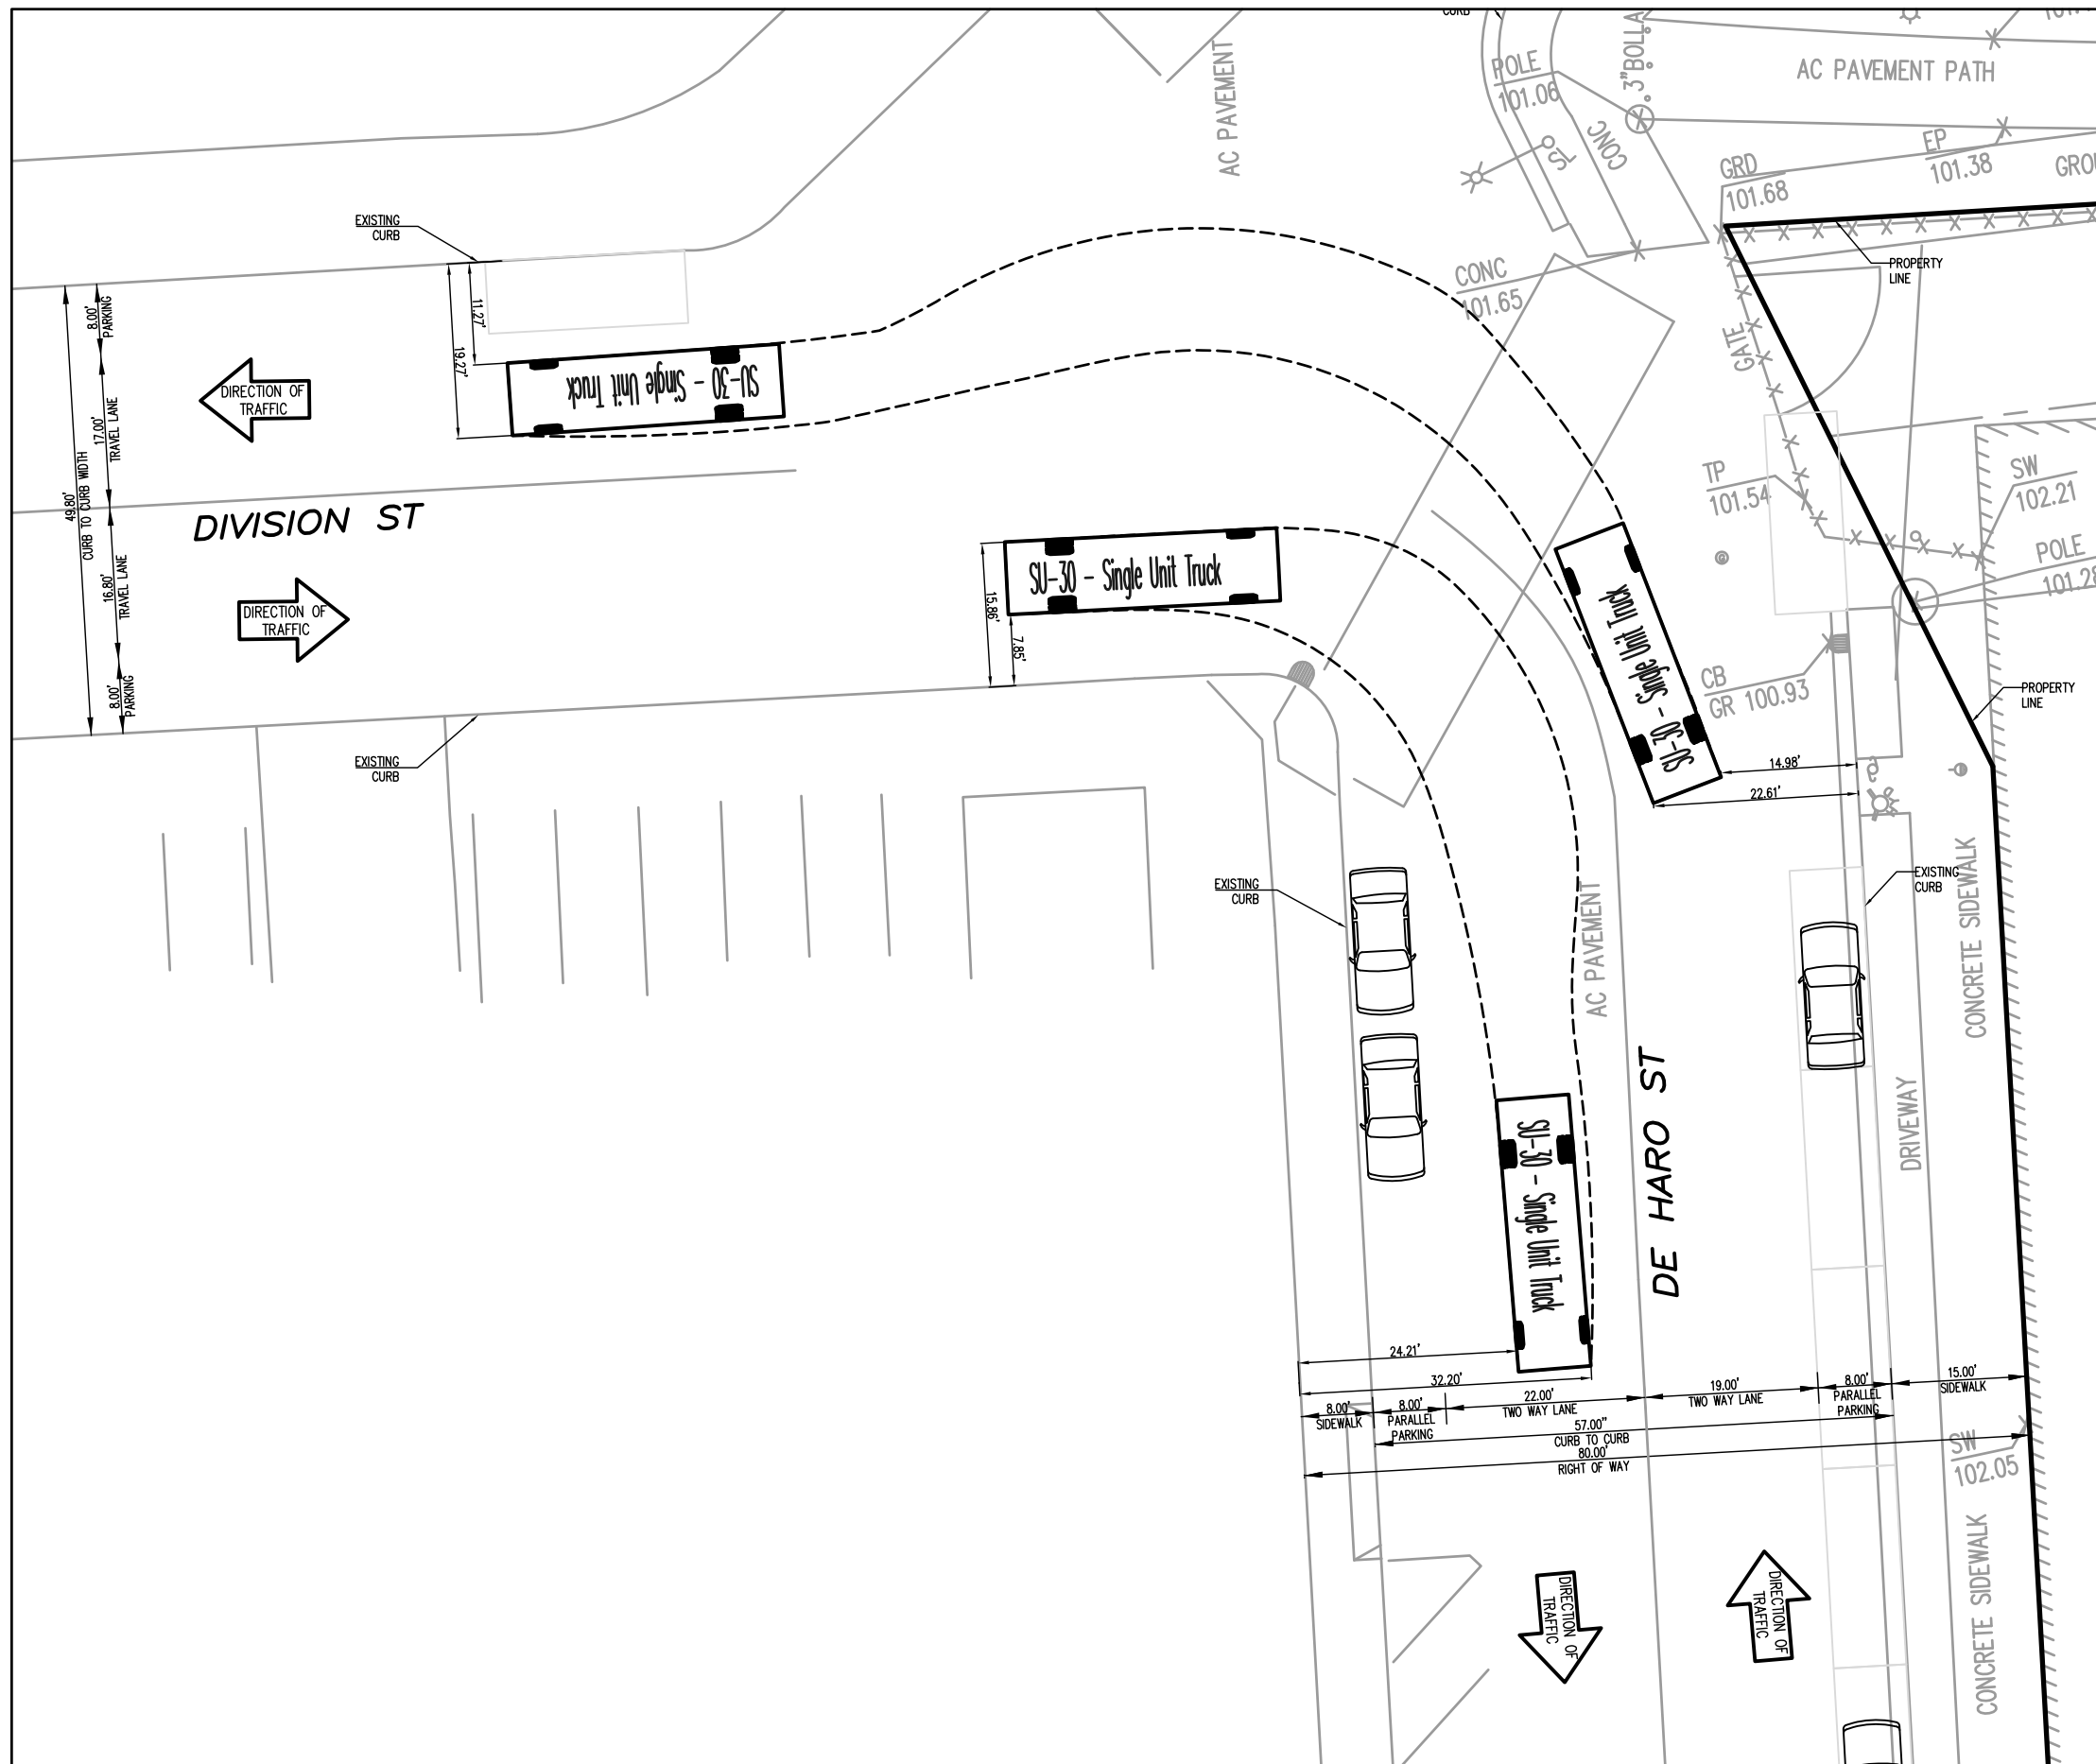 CURB
AC PAVEMENT
POLE
101.06
.3"BOLLA
AC PAVEMENT PATH
SL
CONC
GRD
101.68
EP
101.38
EXISTING
CURB
CONC
101.65
PROPERTY
LINE
GATE
8.00'
PARKING
11.27'
19.27'
DIRECTION OF
TRAFFIC
SU-30 - Single Unit Truck
17.00'
TRAVEL LANE
49.80'
CURB TO CURB WIDTH
DIVISION ST
TP
101.54
SW
102.21
POLE
101.28
16.80'
TRAVEL LANE
DIRECTION OF
TRAFFIC
SU-30 - Single Unit Truck
15.86'
7.85'
SU-30 - Single Unit Truck
CB
GR 100.93
8.00'
PARKING
PROPERTY
LINE
EXISTING
CURB
14.98'
22.61'
EXISTING
CURB
AC PAVEMENT
EXISTING
CURB
CONCRETE SIDEWALK
DE HARO ST
DRIVEWAY
SU-30 - Single Unit Truck
24.21'
32.20'
8.00'
SIDEWALK
8.00'
PARALLEL
PARKING
22.00'
TWO WAY LANE
19.00'
TWO WAY LANE
8.00'
PARALLEL
PARKING
15.00'
SIDEWALK
57.00"
CURB TO CURB
80.00'
RIGHT OF WAY
SW
102.05
DIRECTION OF
TRAFFIC
DIRECTION OF
TRAFFIC
CONCRETE SIDEWALK